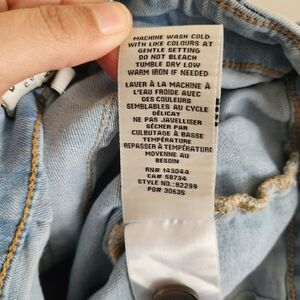 MACHINE WASH COLD
WITH LIKE COLOURS AT
GENTLE SETTING
DO NOT BLEACH
TUMBLE DRY LOW
WARM IRON IF NEEDED
LAVER À LA MACHINE À
L'EAU FROIDE AVEC
DES COULEURS
SEMBLABLES AU CYCLE
DÉLICAT
NE PAS JAVELLISER
SÉCHER PAR
CULBUTAGE À BASSE
TEMPÉRATURE
REPASSER À TEMPÉRATURE
MOYENNE AU
BESOIN
RN# 143044
CA# 58734
STYLE NO.:82299
PO# 30635